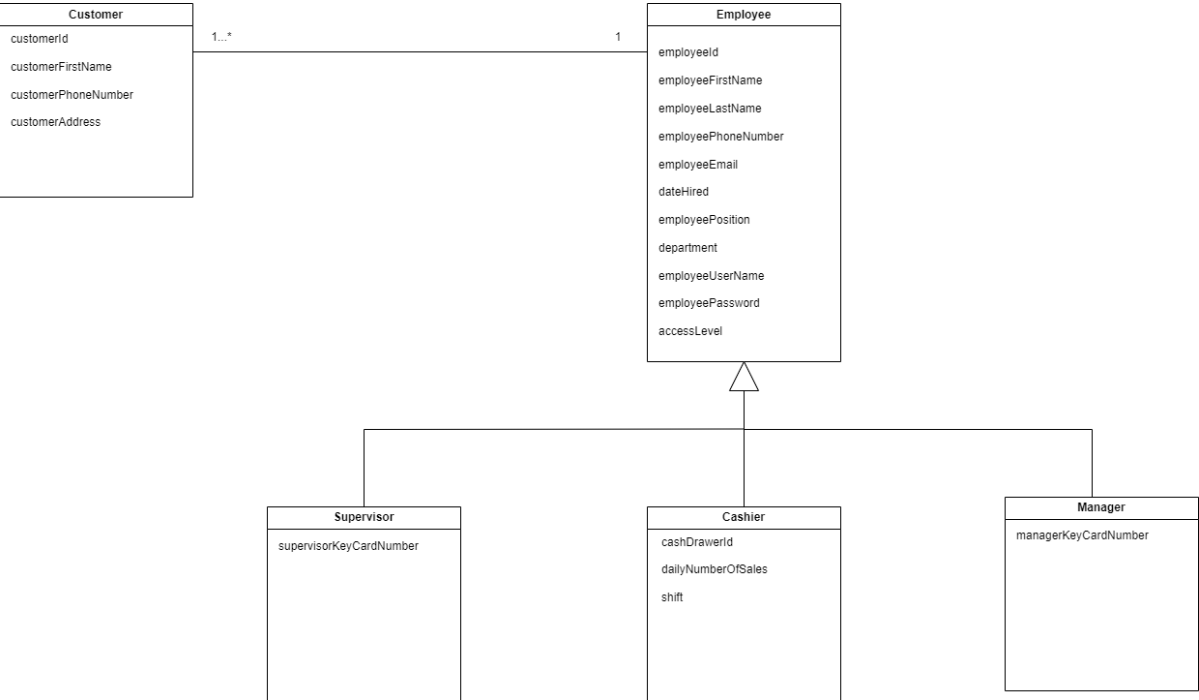 Customer
customerId
customerFirstName
customerPhoneNumber
customerAddress
1...*
1
Employee
employeeId
employeeFirstName
employeeLastName
employeePhoneNumber
employeeEmail
dateHired
employeePosition
department
employeeUserName
employeePassword
accessLevel
Supervisor
supervisorKeyCardNumber
Cashier
cashDrawerId
dailyNumberOfSales
shift
Manager
managerKeyCardNumber